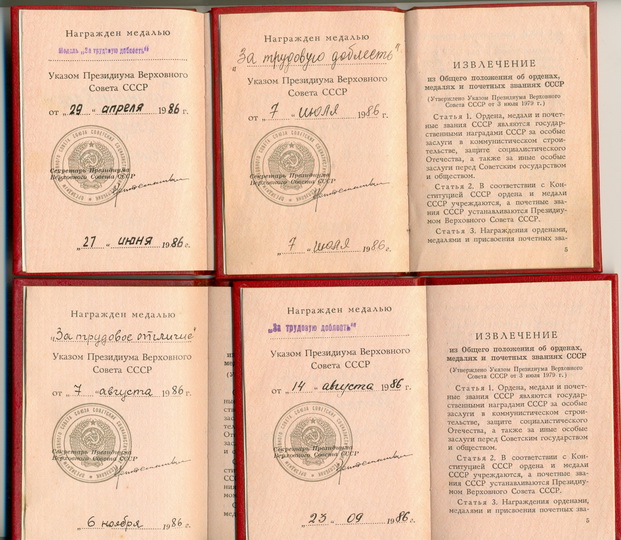 Награжден медалью
Медаль „За трудовую доблесть“
Указом Президиума Верховного
Совета СССР
от „29“ апреля 1986 г.
Секретарь Президиума
Верховного Совета СССР
„27“ июня 1986 г.
Награжден медалью
„За трудовую доблесть“
Указом Президиума Верховного
Совета СССР
от „7“ июля 1986 г.
Секретарь Президиума
Верховного Совета СССР
„7“ июля 1986 г.
ИЗВЛЕЧЕНИЕ
из Общего положения об орденах,
медалях и почетных званиях СССР
(Утверждено Указом Президиума Верховного
Совета СССР от 3 июля 1979 г.)
Статья 1. Ордена, медали и почет-
ные звания СССР являются государ-
ственными наградами СССР за особые
заслуги в коммунистическом строи-
тельстве, защите социалистического
Отечества, а также за иные особые
заслуги перед Советским государством
и обществом.
Статья 2. В соответствии с Кон-
ституцией СССР ордена и медали
СССР учреждаются, а почетные зва-
ния СССР устанавливаются Президиу-
мом Верховного Совета СССР.
Статья 3. Награждения орденами,
медалями и присвоения почетных зва-
5
Награжден медалью
„За трудовое отличие“
Указом Президиума Верховного
Совета СССР
от „7“ августа 1986 г.
Секретарь Президиума
Верховного Совета СССР
6 ноября 1986 г.
Награжден медалью
„За трудовую доблесть“
Указом Президиума Верховного
Совета СССР
от „14“ августа 1986 г.
Секретарь Президиума
Верховного Совета СССР
„23“ 09 1986 г.
ИЗВЛЕЧЕНИЕ
из Общего положения об орденах,
медалях и почетных званиях СССР
(Утверждено Указом Президиума Верховного
Совета СССР от 3 июля 1979 г.)
Статья 1. Ордена, медали и почет-
ные звания СССР являются государ-
ственными наградами СССР за особые
заслуги в коммунистическом строи-
тельстве, защите социалистического
Отечества, а также за иные особые
заслуги перед Советским государством
и обществом.
Статья 2. В соответствии с Кон-
ституцией СССР ордена и медали
СССР учреждаются, а почетные зва-
ния СССР устанавливаются Президиу-
мом Верховного Совета СССР.
Статья 3. Награждения орденами,
медалями и присвоения почетных зва-
5